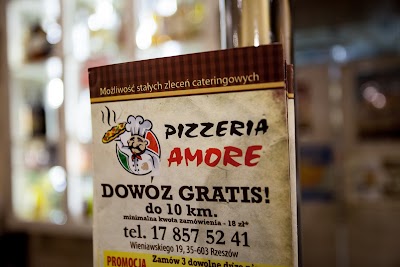 Możliwość stałych zleceń cateringowych
PIZZERIA
AMORE
DOWÓZ GRATIS!
do 10 km.
minimalna kwota zamówienia - 18 zł*
tel. 17 857 52 41
Wieniawskiego 19, 35-603 Rzeszów
PROMOCJA Zamów 3 dowolne